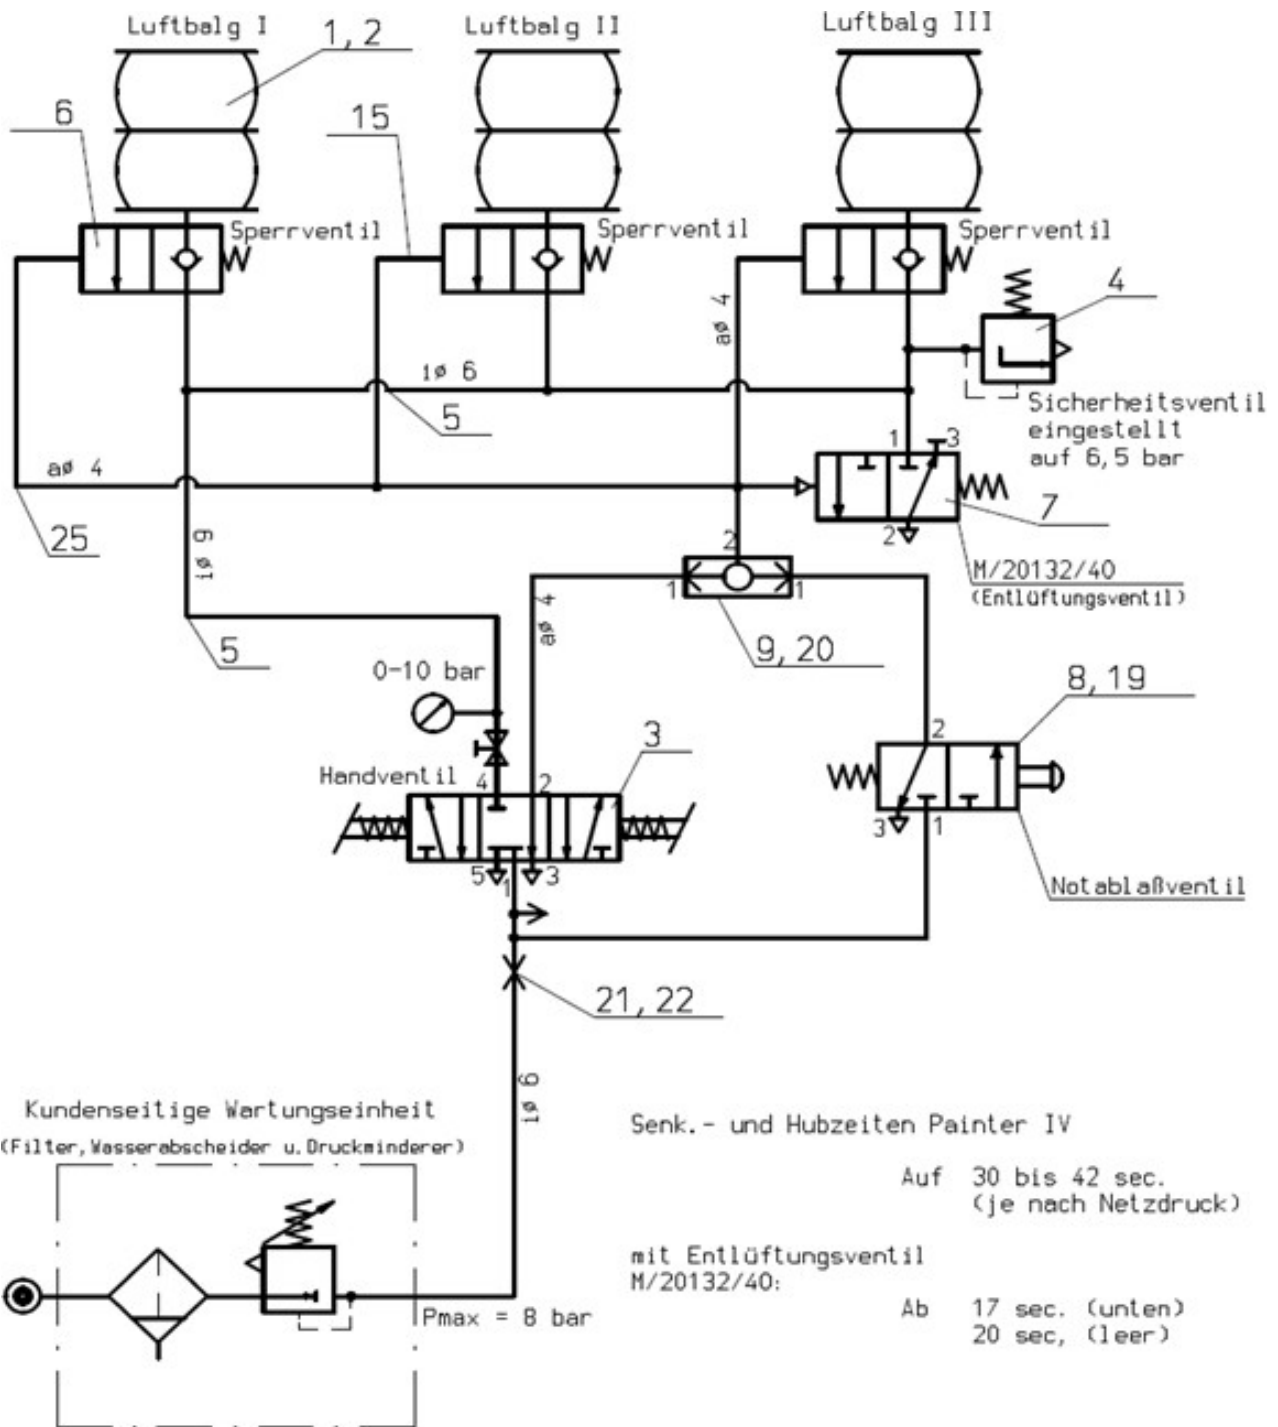 Luftbalg I
1, 2
Luftbalg II
Luftbalg III
6
15
Sperrventil
Sperrventil
Sperrventil
4
aø 4
iø 6
5
Sicherheitsventil
eingestellt
auf 6,5 bar
1
3
aø 4
7
2
25
iø 9
2
M/20132/40
(Entlüftungsventil)
1
1
aø 4
5
9, 20
0-10 bar
8, 19
3
2
Handventil
4
2
3
1
5
1
3
Notablaßventil
21, 22
iø 9
Kundenseitige Wartungseinheit
(Filter, Wasserabscheider u. Druckminderer)
Senk.- und Hubzeiten Painter IV
Auf 30 bis 42 sec.
(je nach Netzdruck)
mit Entlüftungsventil
M/20132/40:
Ab 17 sec. (unten)
20 sec, (leer)
Pmax = 8 bar